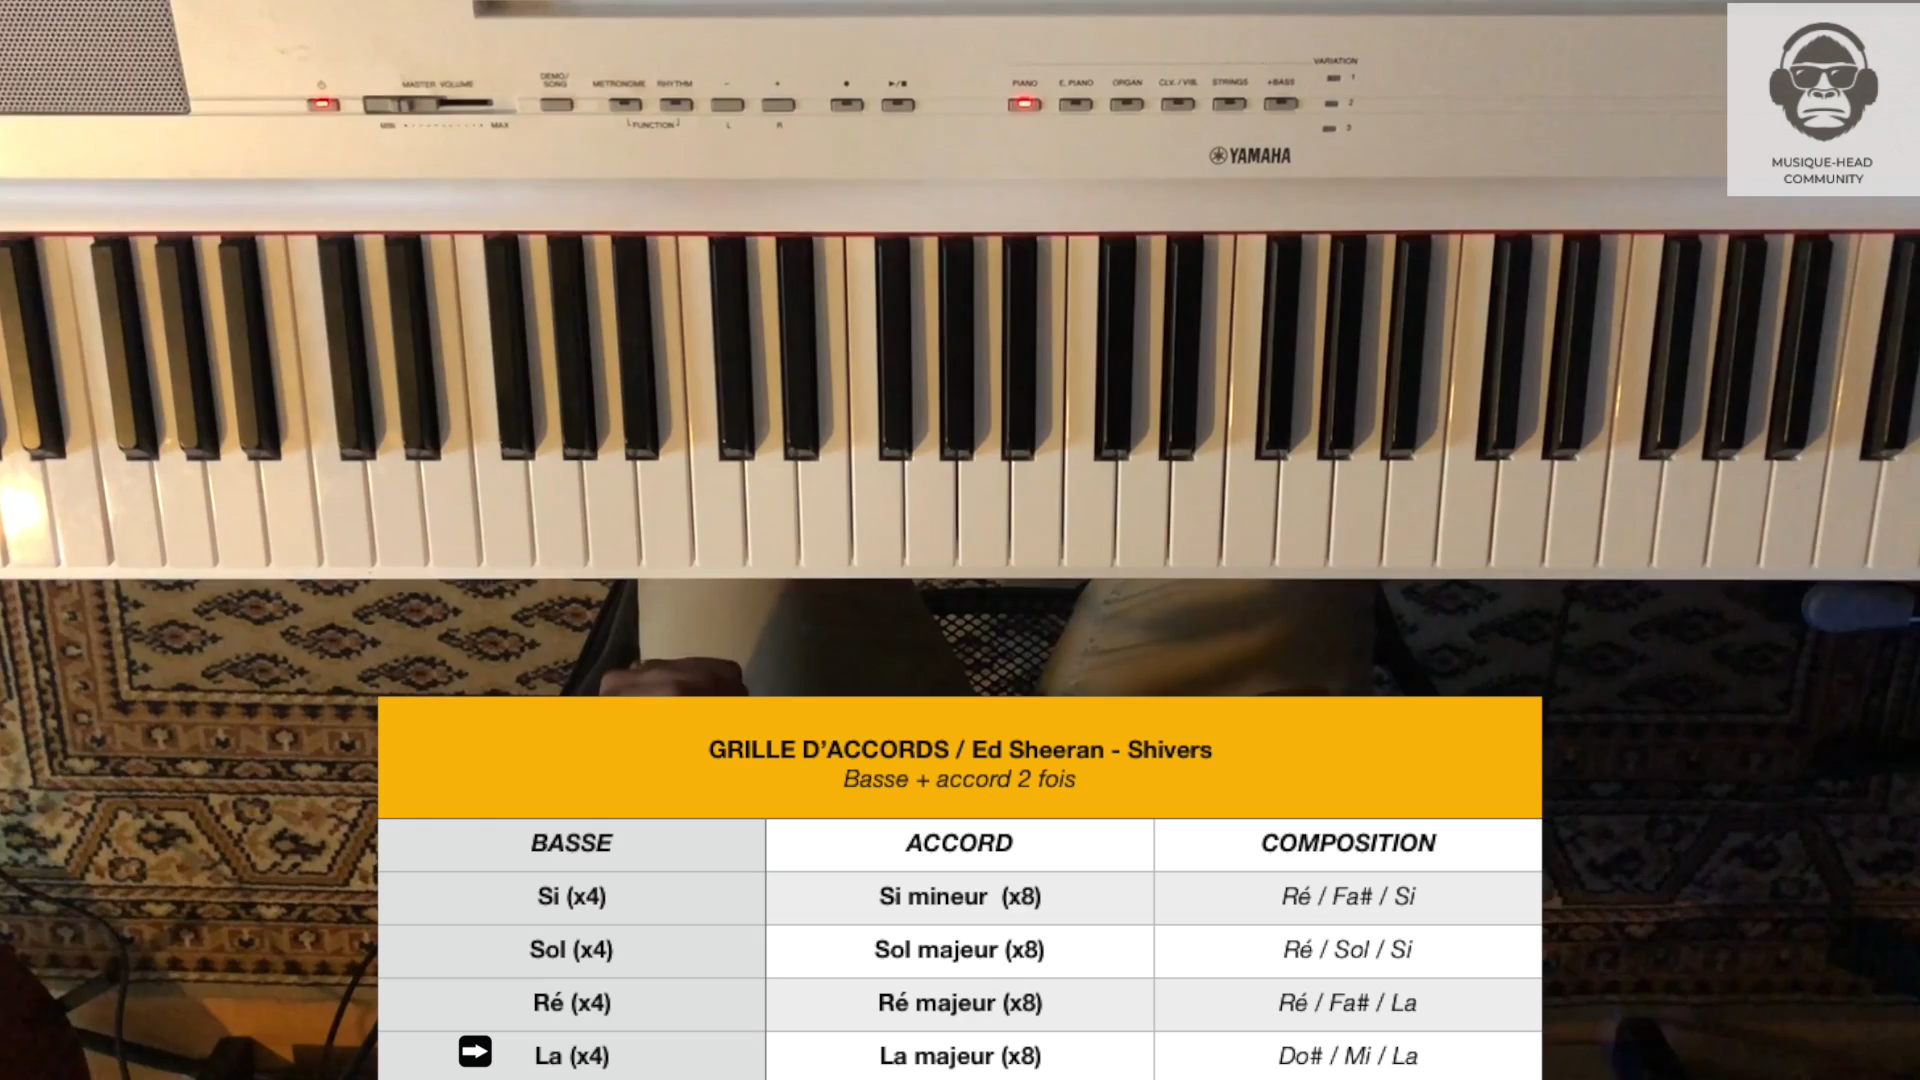 MASTER VOLUME
MIN
MAX
DEMO/
SONG
METRONOME
RHYTHM
FUNCTION
-
+
L
R
PIANO
E. PIANO
ORGAN
CLV. / VIB.
STRINGS
+BASS
VARIATION
1
2
3
YAMAHA
MUSIQUE-HEAD
COMMUNITY
GRILLE D’ACCORDS / Ed Sheeran - Shivers
Basse + accord 2 fois
BASSE ACCORD COMPOSITION
Si (x4) Si mineur (x8) Ré / Fa# / Si
Sol (x4) Sol majeur (x8) Ré / Sol / Si
Ré (x4) Ré majeur (x8) Ré / Fa# / La
La (x4) La majeur (x8) Do# / Mi / La